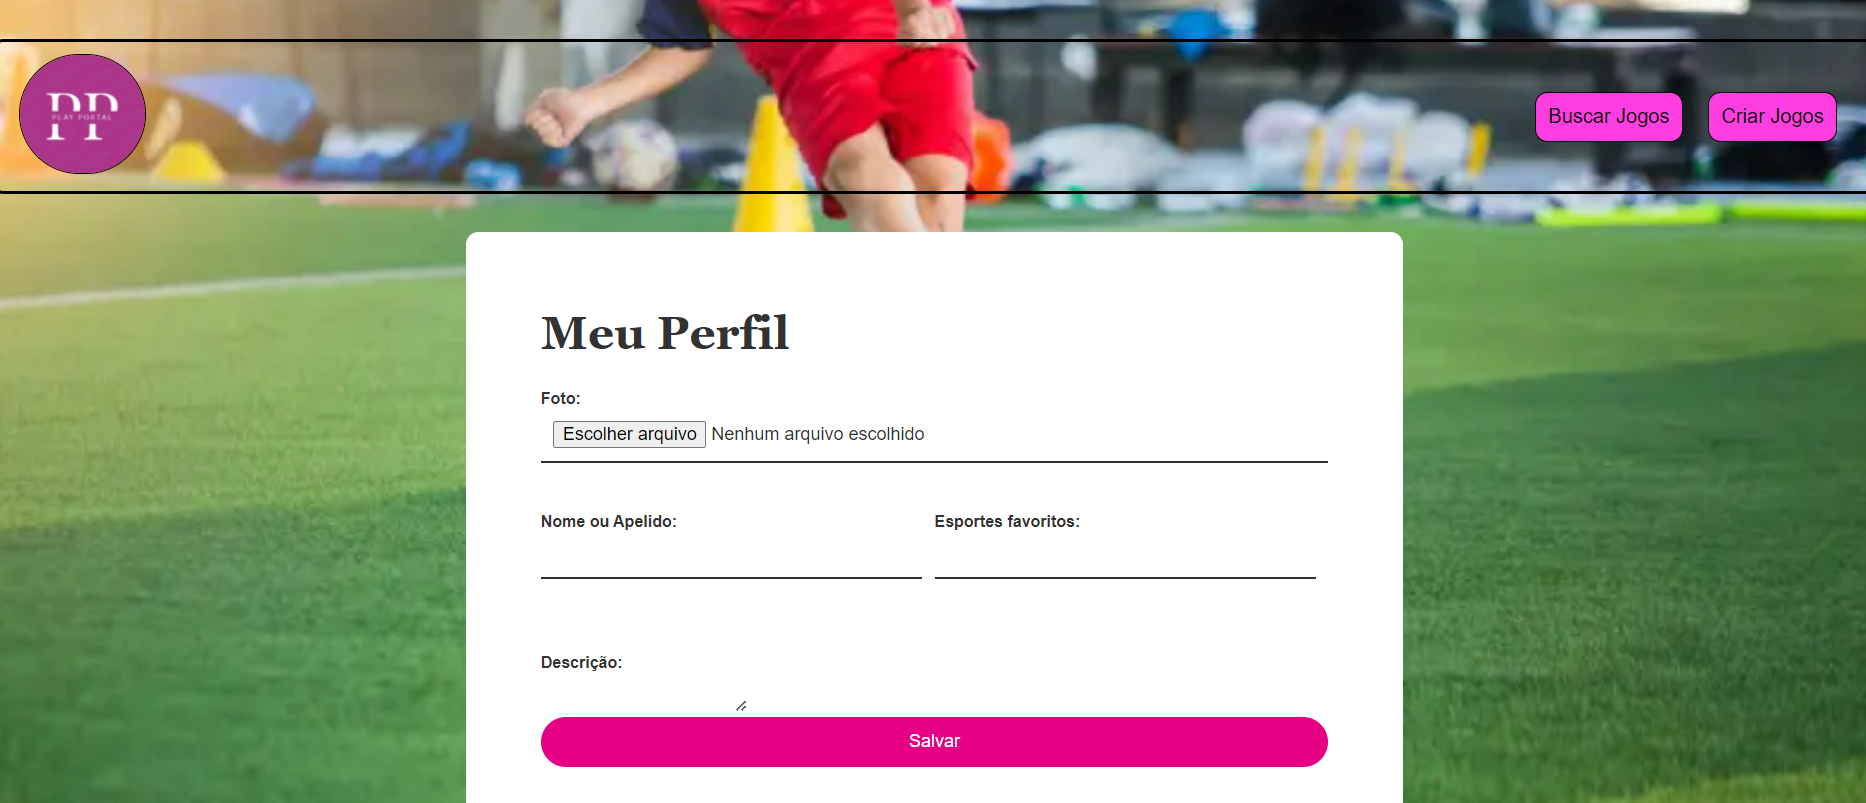 PP
PLAY PORTAL
Buscar Jogos
Criar Jogos
Meu Perfil
Foto:
Escolher arquivo Nenhum arquivo escolhido
Nome ou Apelido:
Esportes favoritos:
Descrição:
Salvar